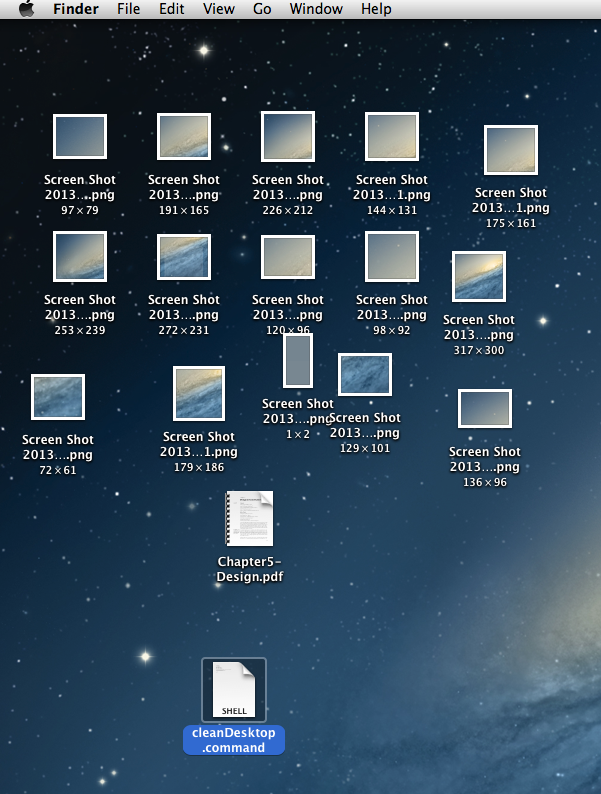 Finder File Edit View Go Window Help
Screen Shot
2013....png
97×79
Screen Shot
2013....png
191×165
Screen Shot
2013....png
226×212
Screen Shot
2013...1.png
144×131
Screen Shot
2013...1.png
175×161
Screen Shot
2013....png
253×239
Screen Shot
2013....png
272×231
Screen Shot
2013....png
120×96
Screen Shot
2013....png
98×92
Screen Shot
2013....png
317×300
Screen Shot
2013....png
72×61
Screen Shot
2013...1.png
179×186
Screen Shot
2013....png
1×2
Screen Shot
2013....png
129×101
Screen Shot
2013....png
136×96
Chapter5-
Design.pdf
SHELL
cleanDesktop
.command